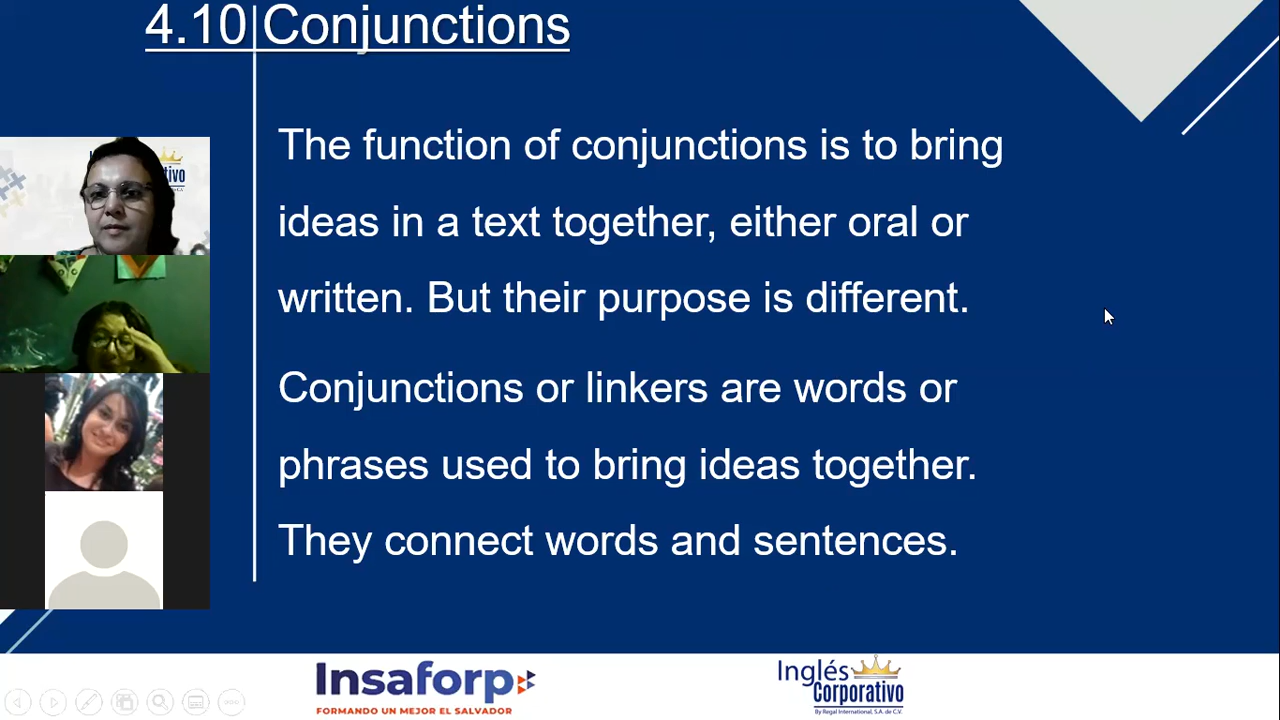 4.10 Conjunctions
The function of conjunctions is to bring
ideas in a text together, either oral or
written. But their purpose is different.
Conjunctions or linkers are words or
phrases used to bring ideas together.
They connect words and sentences.
Insaforp
FORMANDO UN MEJOR EL SALVADOR
Inglés
Corporativo
By Regal International, S.A. de C.V.